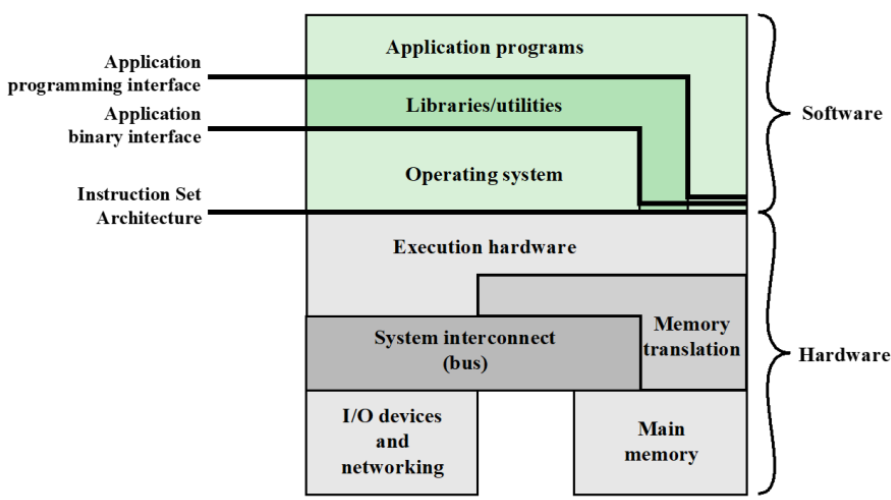 Application programs
Application
programming interface
Libraries/utilities
Application
binary interface
Software
Operating system
Instruction Set
Architecture
Execution hardware
Memory
translation
System interconnect
(bus)
Hardware
I/O devices
and
networking
Main
memory